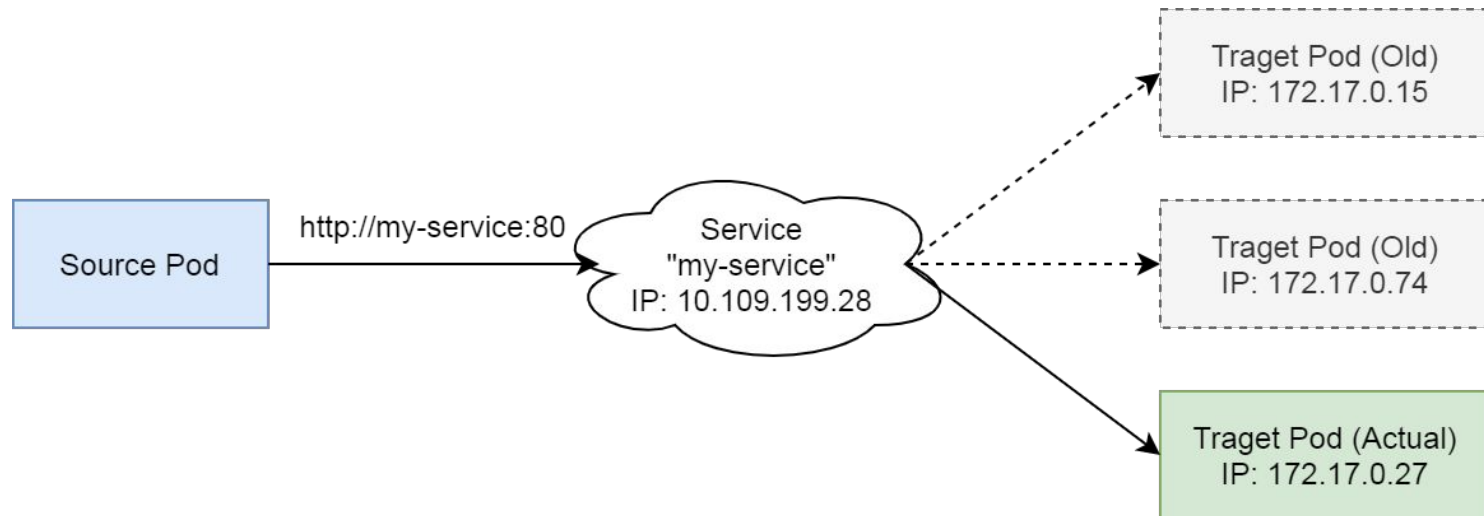 Source Pod
http://my-service:80
Service
"my-service"
IP: 10.109.199.28
Traget Pod (Old)
IP: 172.17.0.15
Traget Pod (Old)
IP: 172.17.0.74
Traget Pod (Actual)
IP: 172.17.0.27